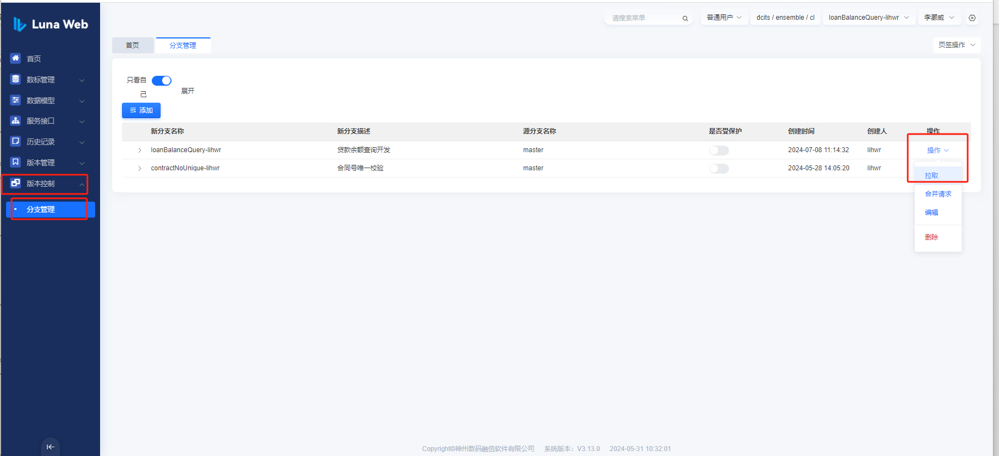 Luna Web
首页
数标管理
数据模型
服务接口
历史记录
版本管理
版本控制
分支管理
请搜索菜单
普通用户
dcits / ensemble / cl
loanBalanceQuery-lihwr
李灏威
首页
分支管理
页签操作
只看自
己
展开
添加
新分支名称 新分支描述 源分支名称 是否受保护 创建时间 创建人 操作
loanBalanceQuery-lihwr 贷款余额查询开发 master 2024-07-08 11:14:32 lihwr 操作
contractNoUnique-lihwr 合同号唯一校验 master 2024-05-28 14:05:20 lihwr
拉取
合并请求
编辑
删除
Copyright©神州数码融信软件有限公司 系统版本：V3.13.0 2024-05-31 10:32:01